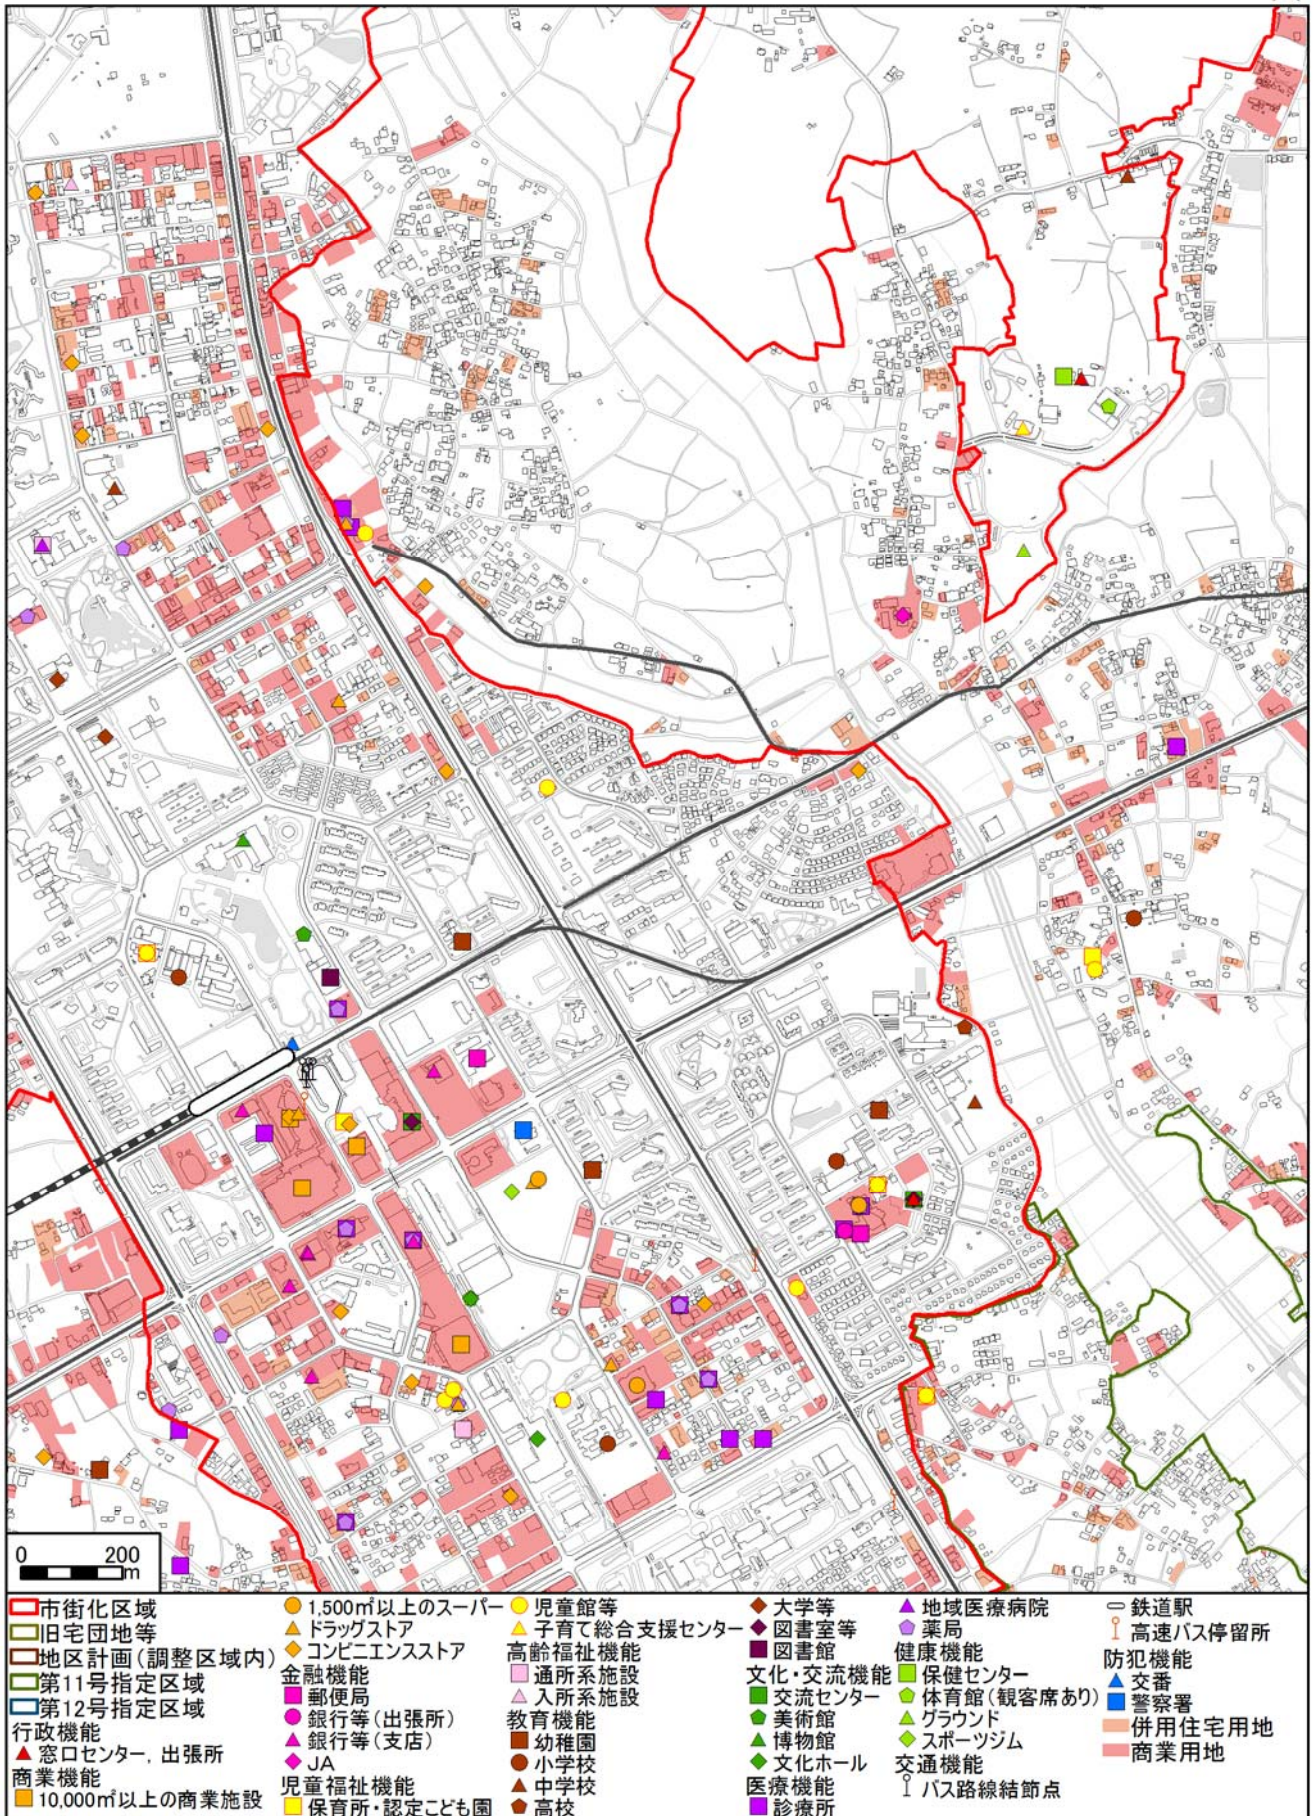 0 200
m
市街化区域
旧宅団地等
地区計画(調整区域内)
第11号指定区域
第12号指定区域
行政機能
窓口センター，出張所
商業機能
10,000㎡以上の商業施設
1,500㎡以上のスーパー
ドラッグストア
コンビニエンスストア
金融機能
郵便局
銀行等(出張所)
銀行等(支店)
JA
児童福祉機能
保育所・認定こども園
児童館等
子育て総合支援センター
高齢福祉機能
通所系施設
入所系施設
教育機能
幼稚園
小学校
中学校
高校
大学等
図書室等
図書館
文化・交流機能
交流センター
美術館
博物館
文化ホール
医療機能
診療所
地域医療病院
薬局
健康機能
保健センター
体育館(観客席あり)
グラウンド
スポーツジム
交通機能
バス路線結節点
鉄道駅
高速バス停留所
防犯機能
交番
警察署
併用住宅用地
商業用地